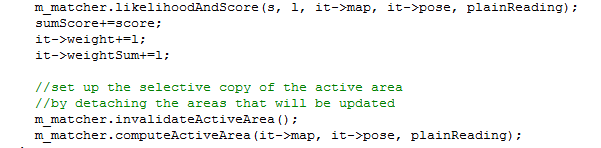 m_matcher.likelihoodAndScore(s, l, it->map, it->pose, plainReading);
sumScore+=score;
it->weight+=l;
it->weightSum+=l;
//set up the selective copy of the active area
//by detaching the areas that will be updated
m_matcher.invalidateActiveArea();
m_matcher.computeActiveArea(it->map, it->pose, plainReading);